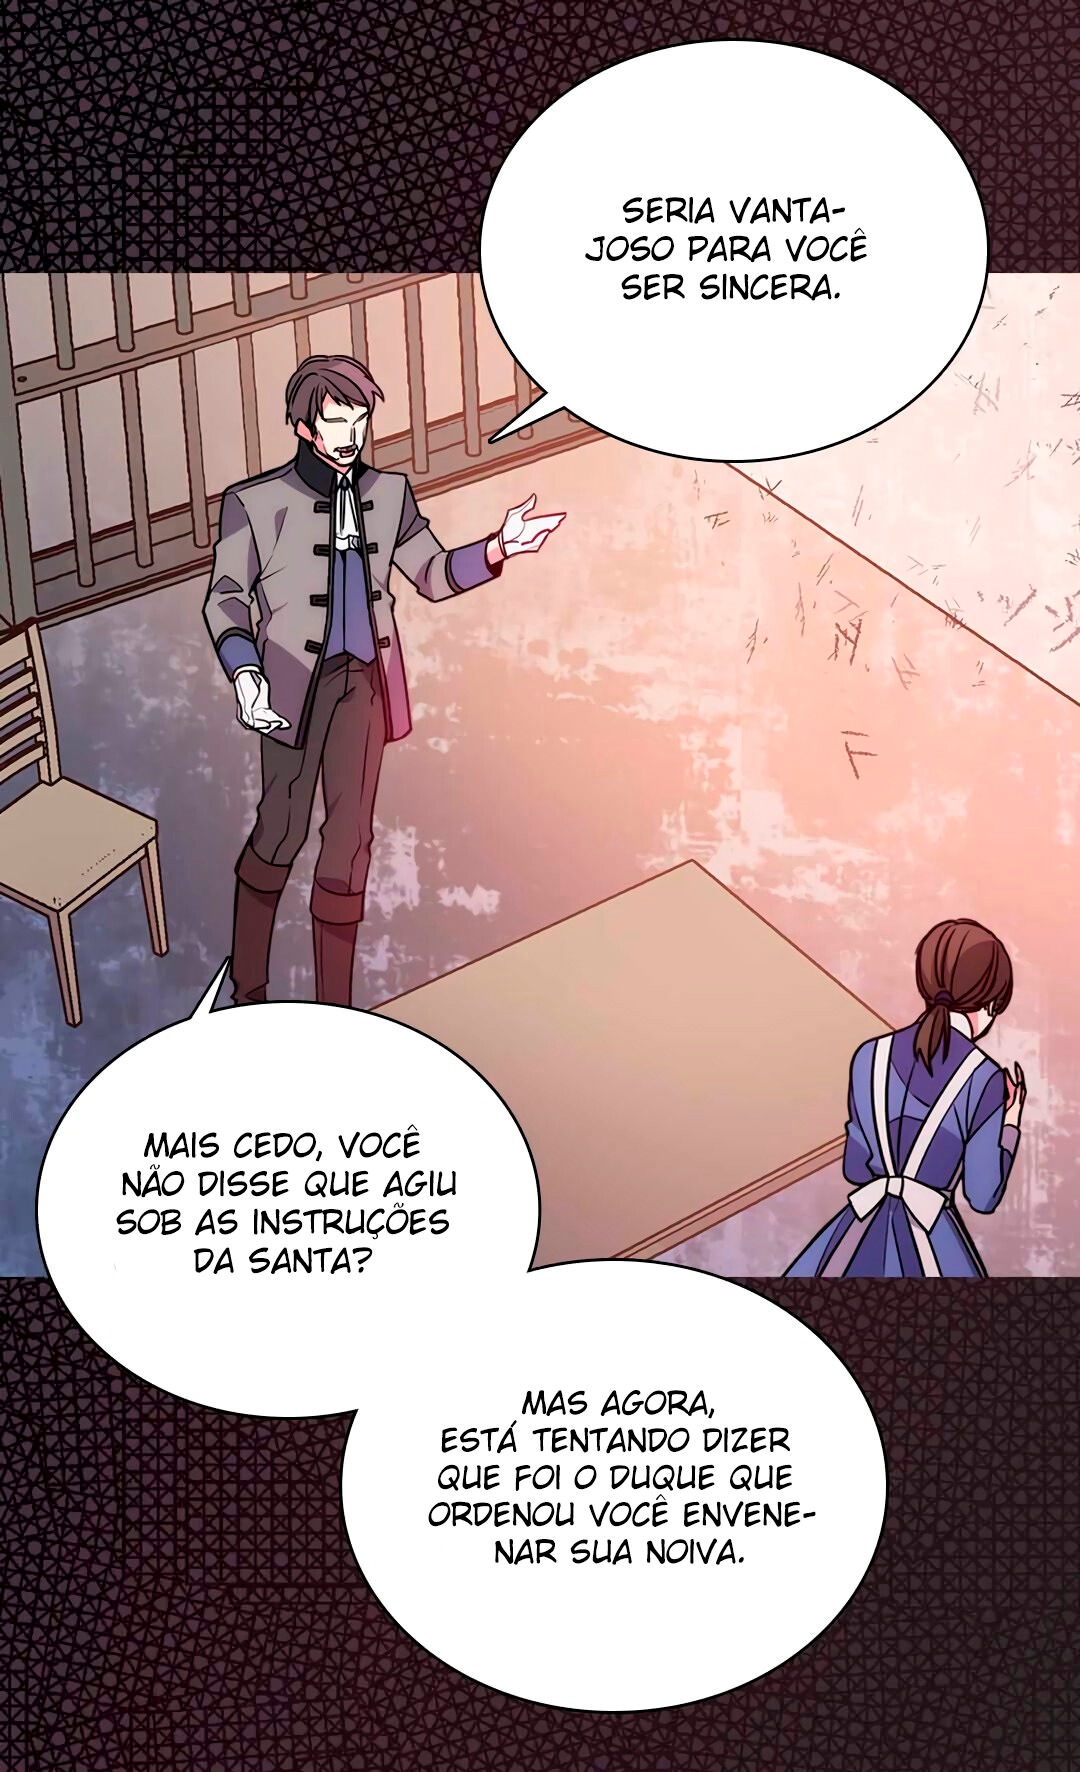 SERIA VANTA-
JOSO PARA VOCÊ
SER SINCERA.
MAIS CEDO, VOCÊ
NÃO DISSE QUE AGIU
SOB AS INSTRUÇÕES
DA SANTA?
MAS AGORA,
ESTÁ TENTANDO DIZER
QUE FOI O DUQUE QUE
ORDENOU VOCÊ ENVENE-
NAR SUA NOIVA.